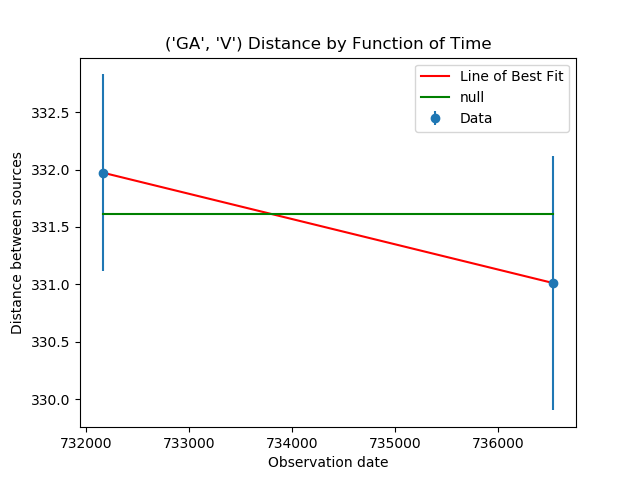 ('GA', 'V') Distance by Function of Time
Line of Best Fit
null
Data
Distance between sources
332.5
332.0
331.5
331.0
330.5
330.0
732000 733000 734000 735000 736000
Observation date